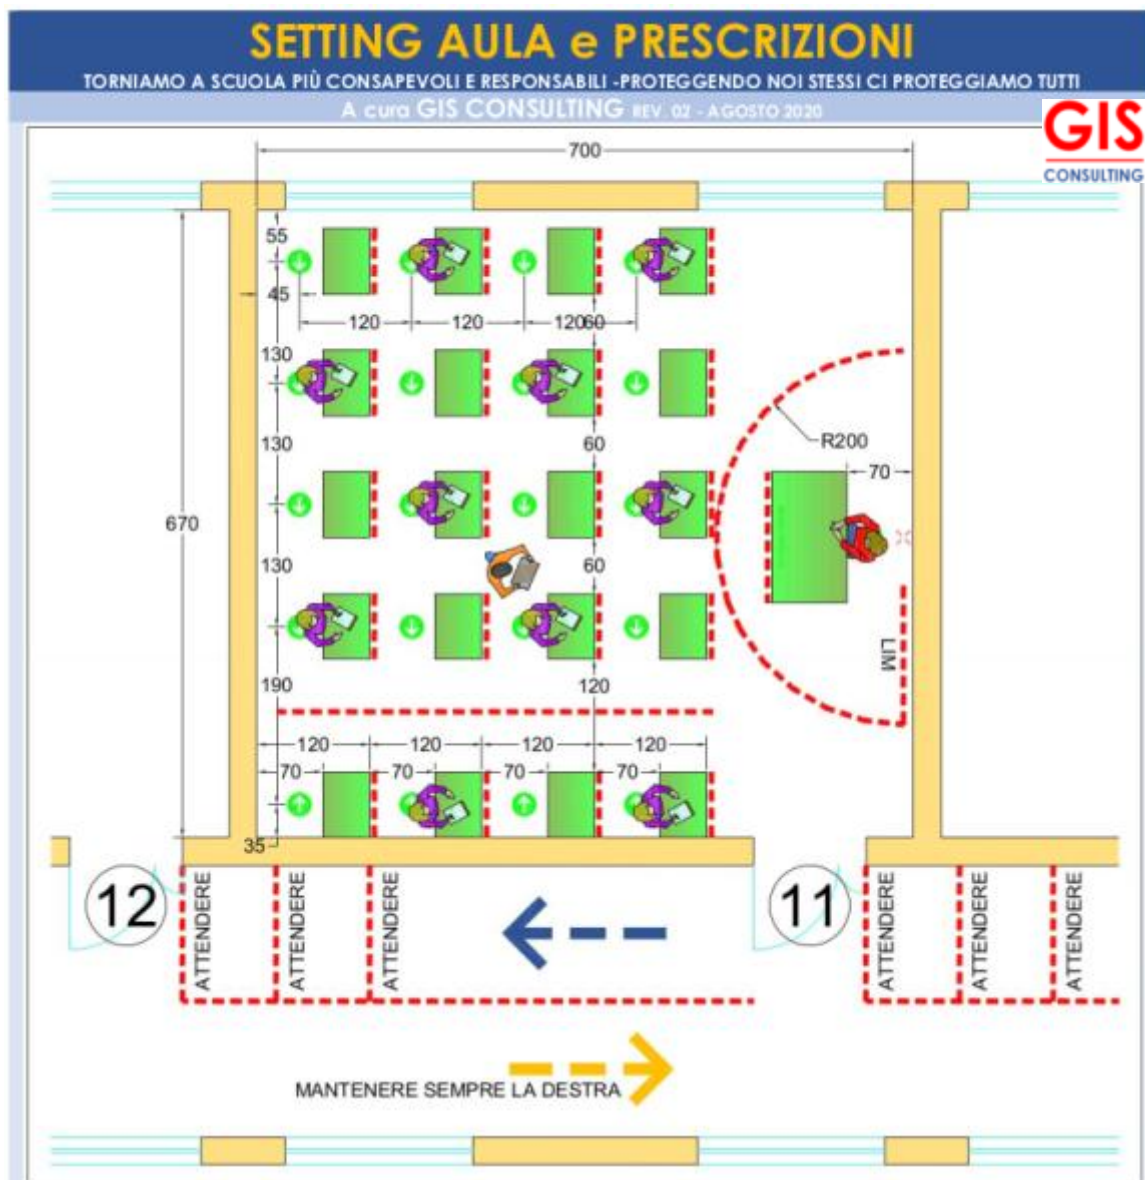 SETTING AULA e PRESCRIZIONI
TORNIAMO A SCUOLA PIÙ CONSAPEVOLI E RESPONSABILI -PROTEGGENDO NOI STESSI CI PROTEGGIAMO TUTTI
A cura GIS CONSULTING REV. 02 - AGOSTO 2020
GIS
CONSULTING
700
55
45
120 120 120 60
130
R200
130 60
70
670
130 60
LIM
190 120
120 120 120 120
70 70 70 70
35
12
ATTENDERE
ATTENDERE
ATTENDERE
11
ATTENDERE
ATTENDERE
ATTENDERE
MANTENERE SEMPRE LA DESTRA